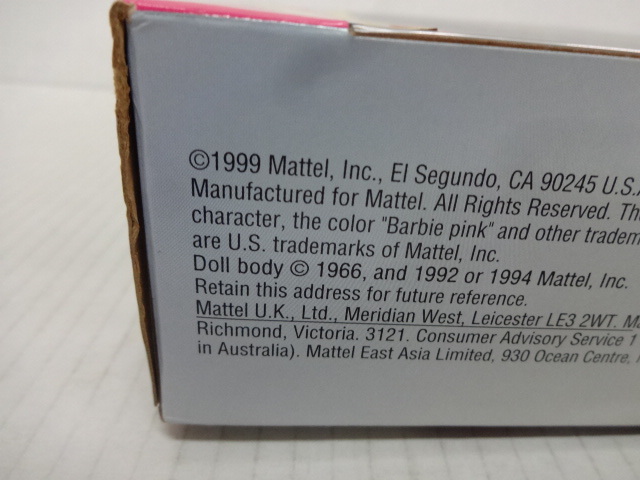 ©1999 Mattel, Inc., El Segundo, CA 90245 U.S.A
Manufactured for Mattel. All Rights Reserved. Th
character, the color "Barbie pink" and other tradem
are U.S. trademarks of Mattel, Inc.
Doll body © 1966, and 1992 or 1994 Mattel, Inc.
Retain this address for future reference.
Mattel U.K., Ltd., Meridian West, Leicester LE3 2WT. M
Richmond, Victoria. 3121. Consumer Advisory Service 1
in Australia). Mattel East Asia Limited, 930 Ocean Centre,